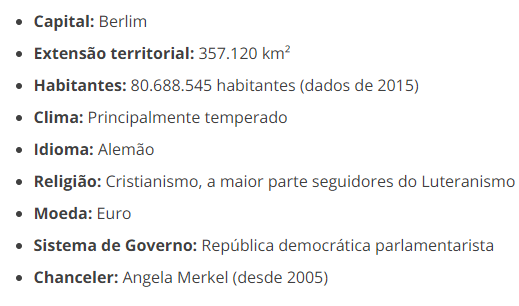 Capital: Berlim
Extensão territorial: 357.120 km²
Habitantes: 80.688.545 habitantes (dados de 2015)
Clima: Principalmente temperado
Idioma: Alemão
Religião: Cristianismo, a maior parte seguidores do Luteranismo
Moeda: Euro
Sistema de Governo: República democrática parlamentarista
Chanceler: Angela Merkel (desde 2005)